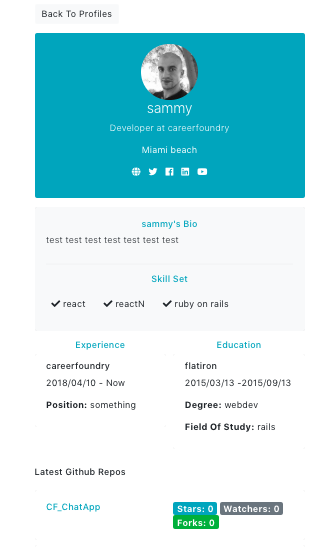 Back To Profiles
sammy
Developer at careerfoundry
Miami beach
sammy's Bio
test test test test test test test
Skill Set
react reactN ruby on rails
Experience
careerfoundry
2018/04/10 - Now
Position: something
Education
flatiron
2015/03/13 -2015/09/13
Degree: webdev
Field Of Study: rails
Latest Github Repos
CF_ChatApp
Stars: 0 Watchers: 0
Forks: 0